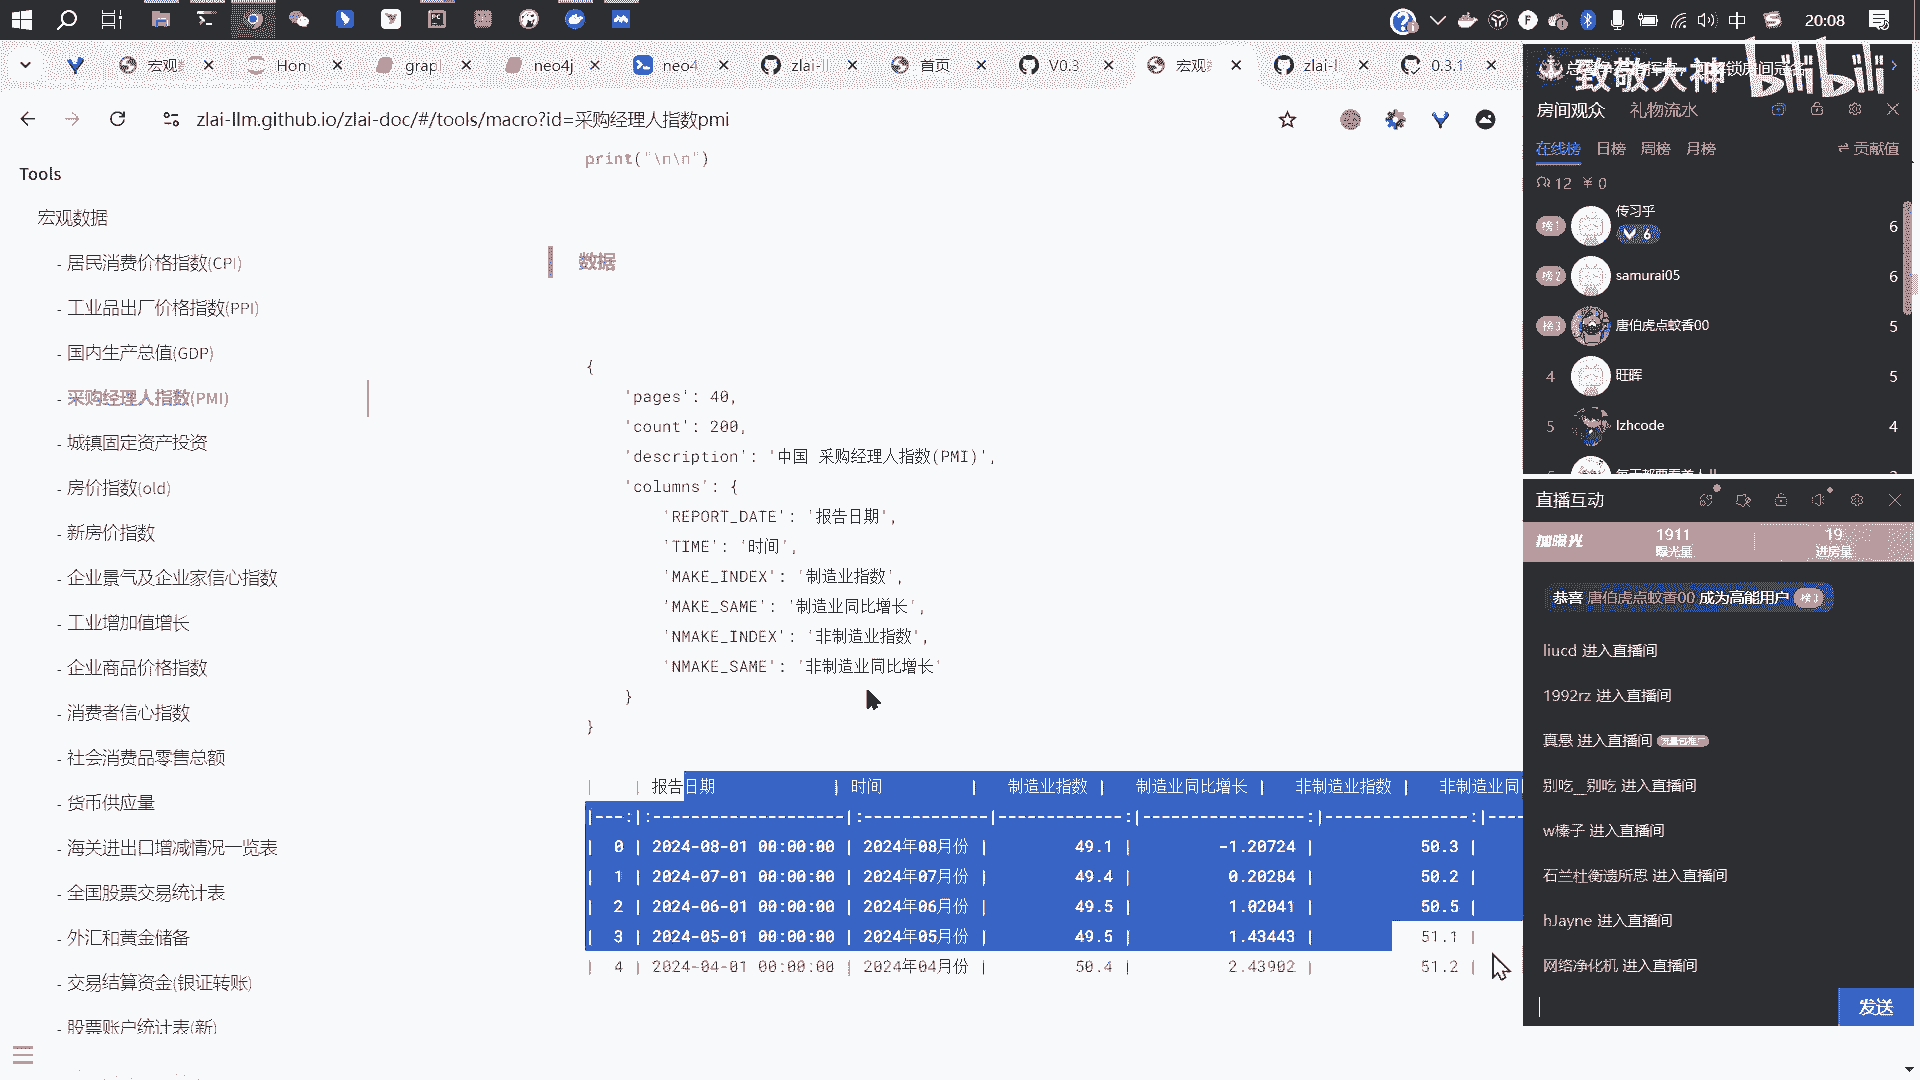 中
20:08
宏观
Hom
grap
neo4j
neo4
zlai-ll
首页
V0.3
宏观
zlai-l
0.3.1
zlai-llm.github.io/zlai-doc/#/tools/macro?id=采购经理人指数pmi
Tools
宏观数据
- 居民消费价格指数(CPI)
- 工业品出厂价格指数(PPI)
- 国内生产总值(GDP)
- 采购经理人指数(PMI)
- 城镇固定资产投资
- 房价指数(old)
- 新房价指数
- 企业景气及企业家信心指数
- 工业增加值增长
- 企业商品价格指数
- 消费者信心指数
- 社会消费品零售总额
- 货币供应量
- 海关进出口增减情况一览表
- 全国股票交易统计表
- 外汇和黄金储备
- 交易结算资金(银证转账)
- 股票账户统计表(新)
print("\n\n")
数据
{
'pages': 40,
'count': 200,
'description': '中国 采购经理人指数(PMI)',
'columns': {
'REPORT_DATE': '报告日期',
'TIME': '时间',
'MAKE_INDEX': '制造业指数',
'MAKE_SAME': '制造业同比增长',
'NMAKE_INDEX': '非制造业指数',
'NMAKE_SAME': '非制造业同比增长'
}
}
| | 报告日期 | 时间 | 制造业指数 | 制造业同比增长 | 非制造业指数 | 非制造业同
|---:|:--------------------|:-------------|-------------:|-----------------:|---------------:|----
| 0 | 2024-08-01 00:00:00 | 2024年08月份 | 49.1 | -1.20724 | 50.3 |
| 1 | 2024-07-01 00:00:00 | 2024年07月份 | 49.4 | 0.20284 | 50.2 |
| 2 | 2024-06-01 00:00:00 | 2024年06月份 | 49.5 | 1.02041 | 50.5 |
| 3 | 2024-05-01 00:00:00 | 2024年05月份 | 49.5 | 1.43443 | 51.1 |
| 4 | 2024-04-01 00:00:00 | 2024年04月份 | 50.4 | 2.43902 | 51.2 |
致敬大神 bilibili
房间观众 礼物流水
在线榜 日榜 周榜 月榜 贡献值
12 ¥ 0
榜1 传习乎 6
6
榜2 samurai05 6
榜3 唐伯虎点蚊香00 5
4 旺晖 5
5 lzhcode 4
直播互动
加曝光
1911 19
曝光量 进房量
恭喜 唐伯虎点蚊香00 成为高能用户 榜3
liucd 进入直播间
1992rz 进入直播间
真悬 进入直播间
别吃__别吃 进入直播间
w榛子 进入直播间
石兰杜衡遗所思 进入直播间
hJayne 进入直播间
网络净化机 进入直播间
发送